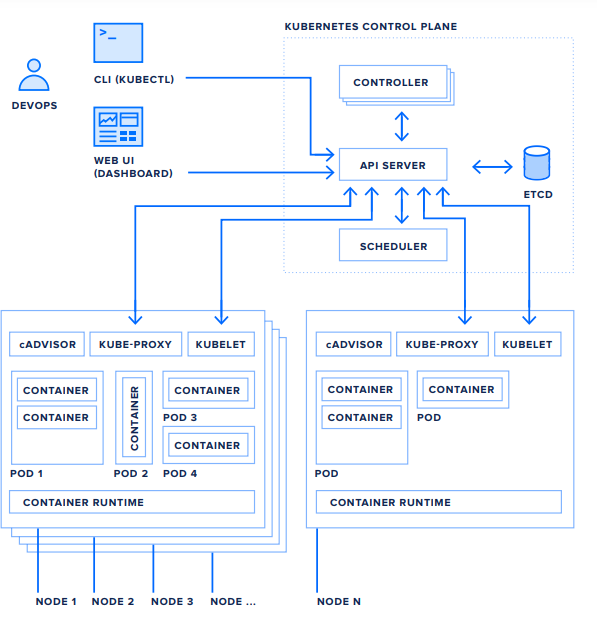 KUBERNETES CONTROL PLANE
>_
CLI (KUBECTL)
DEVOPS
WEB UI
(DASHBOARD)
CONTROLLER
API SERVER
ETCD
SCHEDULER
cADVISOR
KUBE-PROXY
KUBELET
CONTAINER
CONTAINER
POD 1
CONTAINER
POD 2
CONTAINER
POD 3
CONTAINER
POD 4
CONTAINER RUNTIME
cADVISOR
KUBE-PROXY
KUBELET
CONTAINER
CONTAINER
POD
CONTAINER
POD
CONTAINER RUNTIME
NODE 1
NODE 2
NODE 3
NODE ...
NODE N